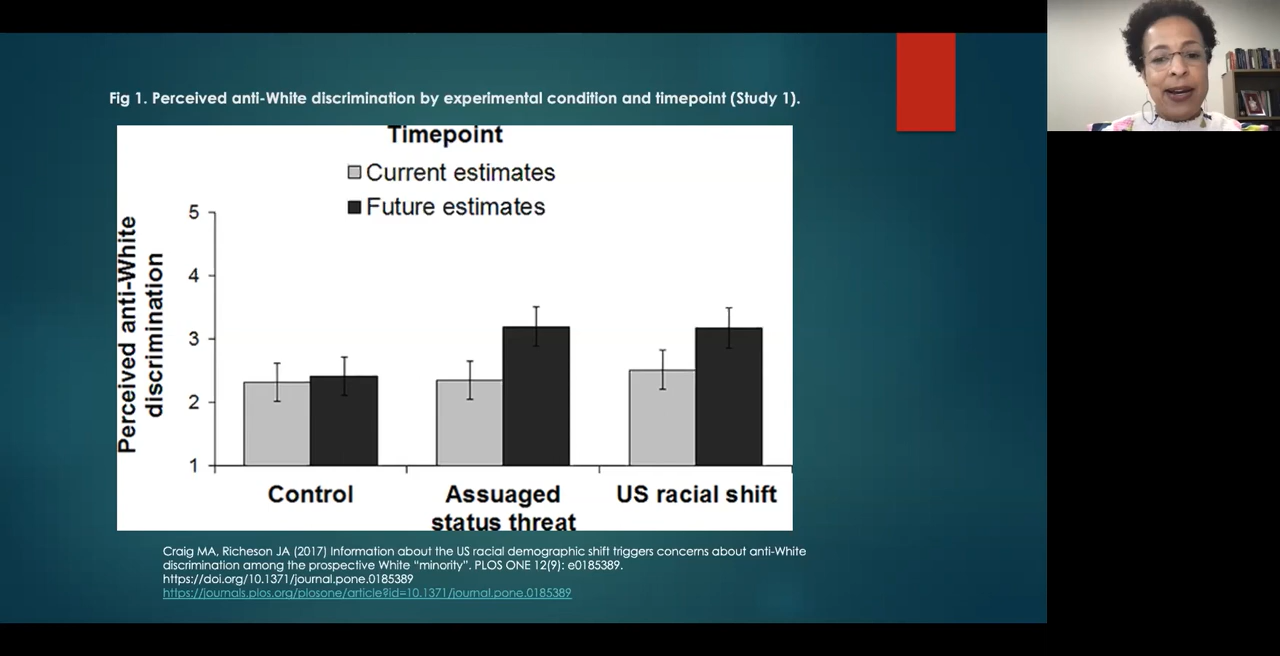 Fig 1. Perceived anti-White discrimination by experimental condition and timepoint (Study 1).
Timepoint
Current estimates
Future estimates
Perceived anti-White
discrimination
5
4
3
2
1
Control
Assuaged
status threat
US racial shift
Craig MA, Richeson JA (2017) Information about the US racial demographic shift triggers concerns about anti-White
discrimination among the prospective White “minority”. PLOS ONE 12(9): e0185389.
https://doi.org/10.1371/journal.pone.0185389
https://journals.plos.org/plosone/article?id=10.1371/journal.pone.0185389